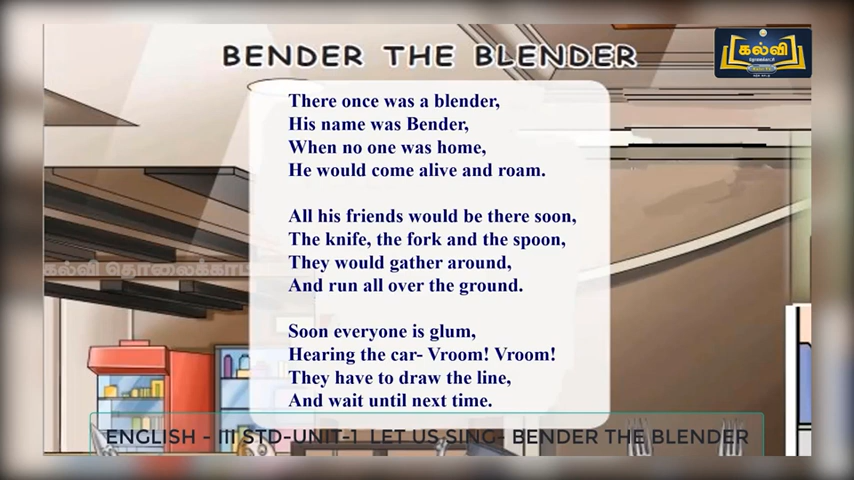 BENDER THE BLENDER
கல்வி
There once was a blender,
His name was Bender,
When no one was home,
He would come alive and roam.
All his friends would be there soon,
The knife, the fork and the spoon,
They would gather around,
And run all over the ground.
கல்வி தொலைக்காட்
Soon everyone is glum,
Hearing the car- Vroom! Vroom!
They have to draw the line,
And wait until next time.
ENGLISH - III STD-UNIT-1 LET US SING- BENDER THE BLENDER